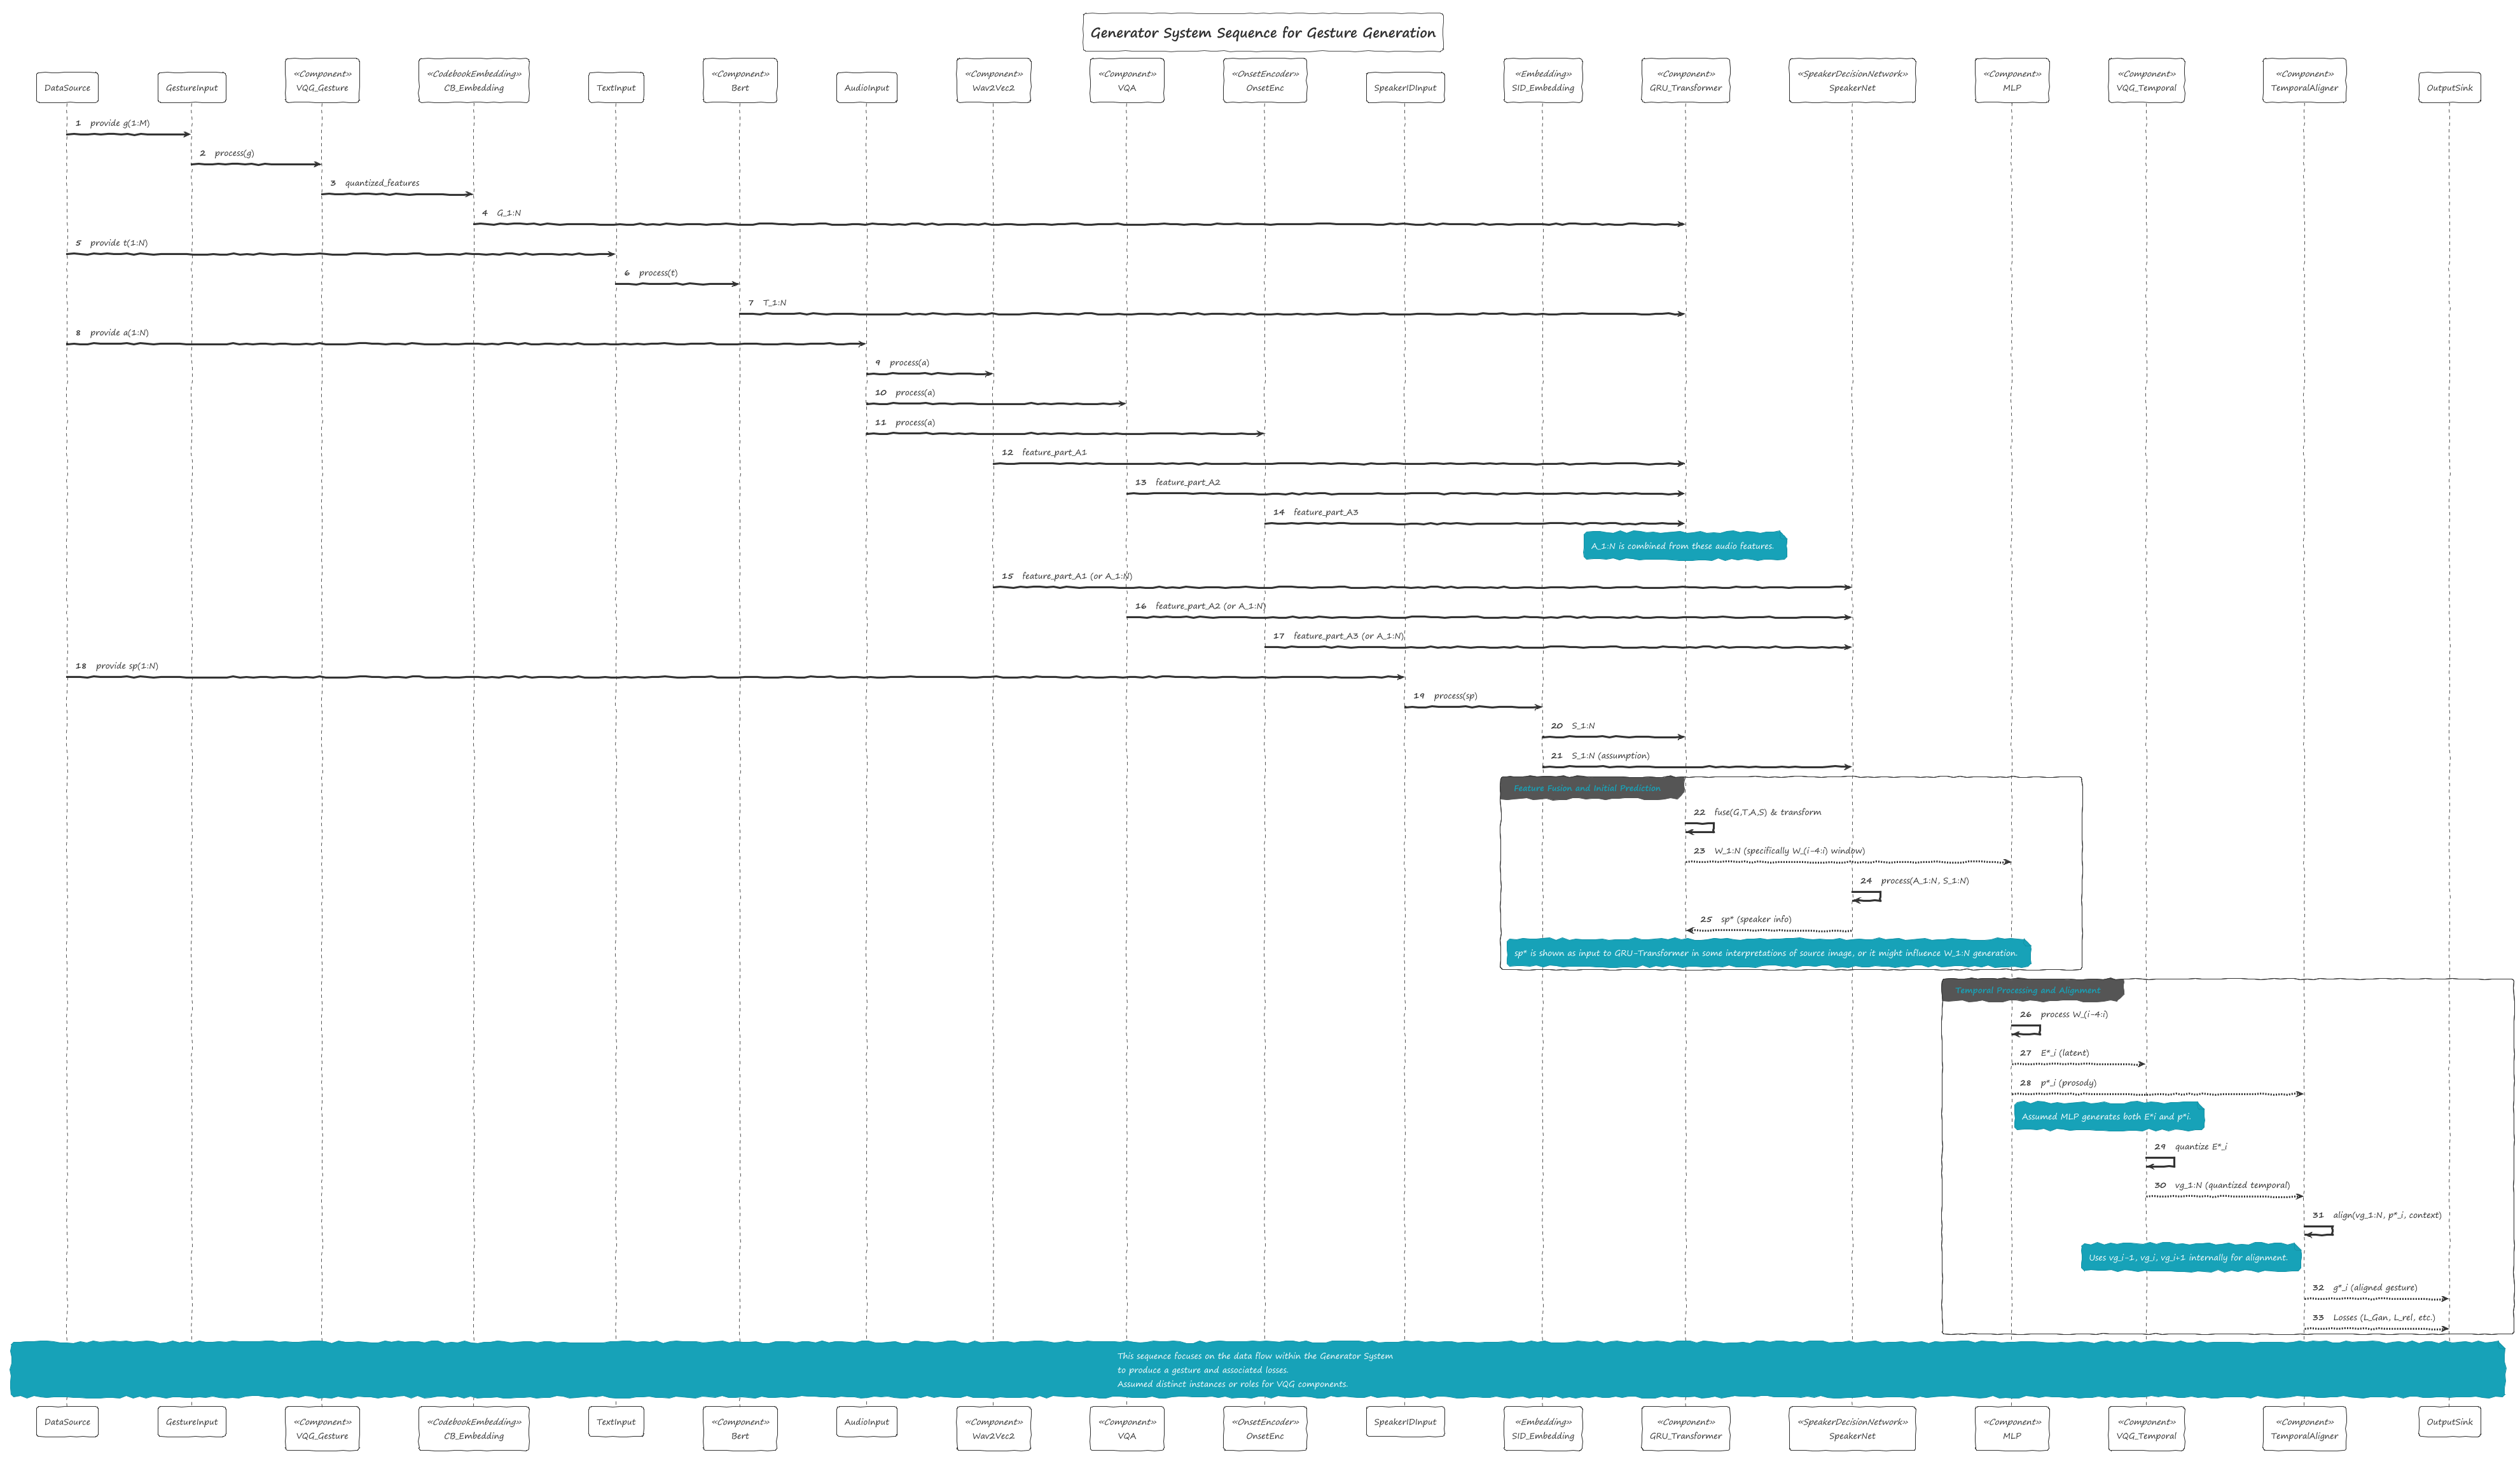 Generator System Sequence for Gesture Generation
DataSource
GestureInput
«Component»
VQG_Gesture
«CodebookEmbedding»
CB_Embedding
TextInput
«Component»
Bert
AudioInput
«Component»
Wav2Vec2
«Component»
VQA
«OnsetEncoder»
OnsetEnc
SpeakerIDInput
«Embedding»
SID_Embedding
«Component»
GRU_Transformer
«SpeakerDecisionNetwork»
SpeakerNet
«Component»
MLP
«Component»
VQG_Temporal
«Component»
TemporalAligner
OutputSink
1 provide g(1:M)
2 process(g)
3 quantized_features
4 G_1:N
5 provide t(1:N)
6 process(t)
7 T_1:N
8 provide a(1:N)
9 process(a)
10 process(a)
11 process(a)
12 feature_part_A1
13 feature_part_A2
14 feature_part_A3
A_1:N is combined from these audio features.
15 feature_part_A1 (or A_1:N)
16 feature_part_A2 (or A_1:N)
17 feature_part_A3 (or A_1:N)
18 provide sp(1:N)
19 process(sp)
20 S_1:N
21 S_1:N (assumption)
Feature Fusion and Initial Prediction
22 fuse(G,T,A,S) & transform
23 W_1:N (specifically W_(i-4:i) window)
24 process(A_1:N, S_1:N)
25 sp* (speaker info)
sp* is shown as input to GRU-Transformer in some interpretations of source image, or it might influence W_1:N generation.
Temporal Processing and Alignment
26 process W_(i-4:i)
27 E*_i (latent)
28 p*_i (prosody)
Assumed MLP generates both E*i and p*i.
29 quantize E*_i
30 vg_1:N (quantized temporal)
31 align(vg_1:N, p*_i, context)
Uses vg_i-1, vg_i, vg_i+1 internally for alignment.
32 g*_i (aligned gesture)
33 Losses (L_Gan, L_rel, etc.)
This sequence focuses on the data flow within the Generator System
to produce a gesture and associated losses.
Assumed distinct instances or roles for VQG components.
DataSource
GestureInput
«Component»
VQG_Gesture
«CodebookEmbedding»
CB_Embedding
TextInput
«Component»
Bert
AudioInput
«Component»
Wav2Vec2
«Component»
VQA
«OnsetEncoder»
OnsetEnc
SpeakerIDInput
«Embedding»
SID_Embedding
«Component»
GRU_Transformer
«SpeakerDecisionNetwork»
SpeakerNet
«Component»
MLP
«Component»
VQG_Temporal
«Component»
TemporalAligner
OutputSink